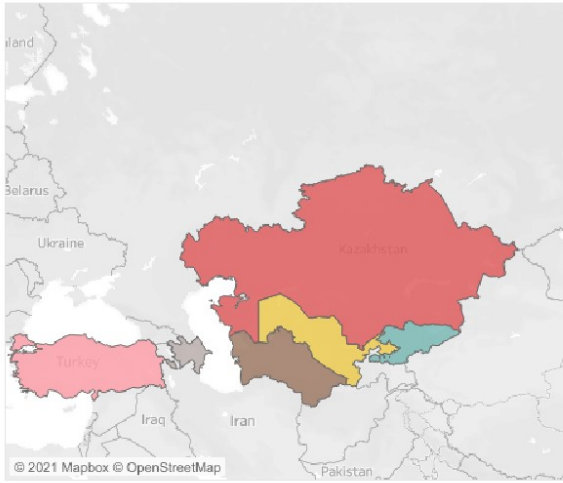 land
Belarus
Ukraine
Kazakhstan
Turkey
Iraq
Iran
Pakistan
© 2021 Mapbox © OpenStreetMap